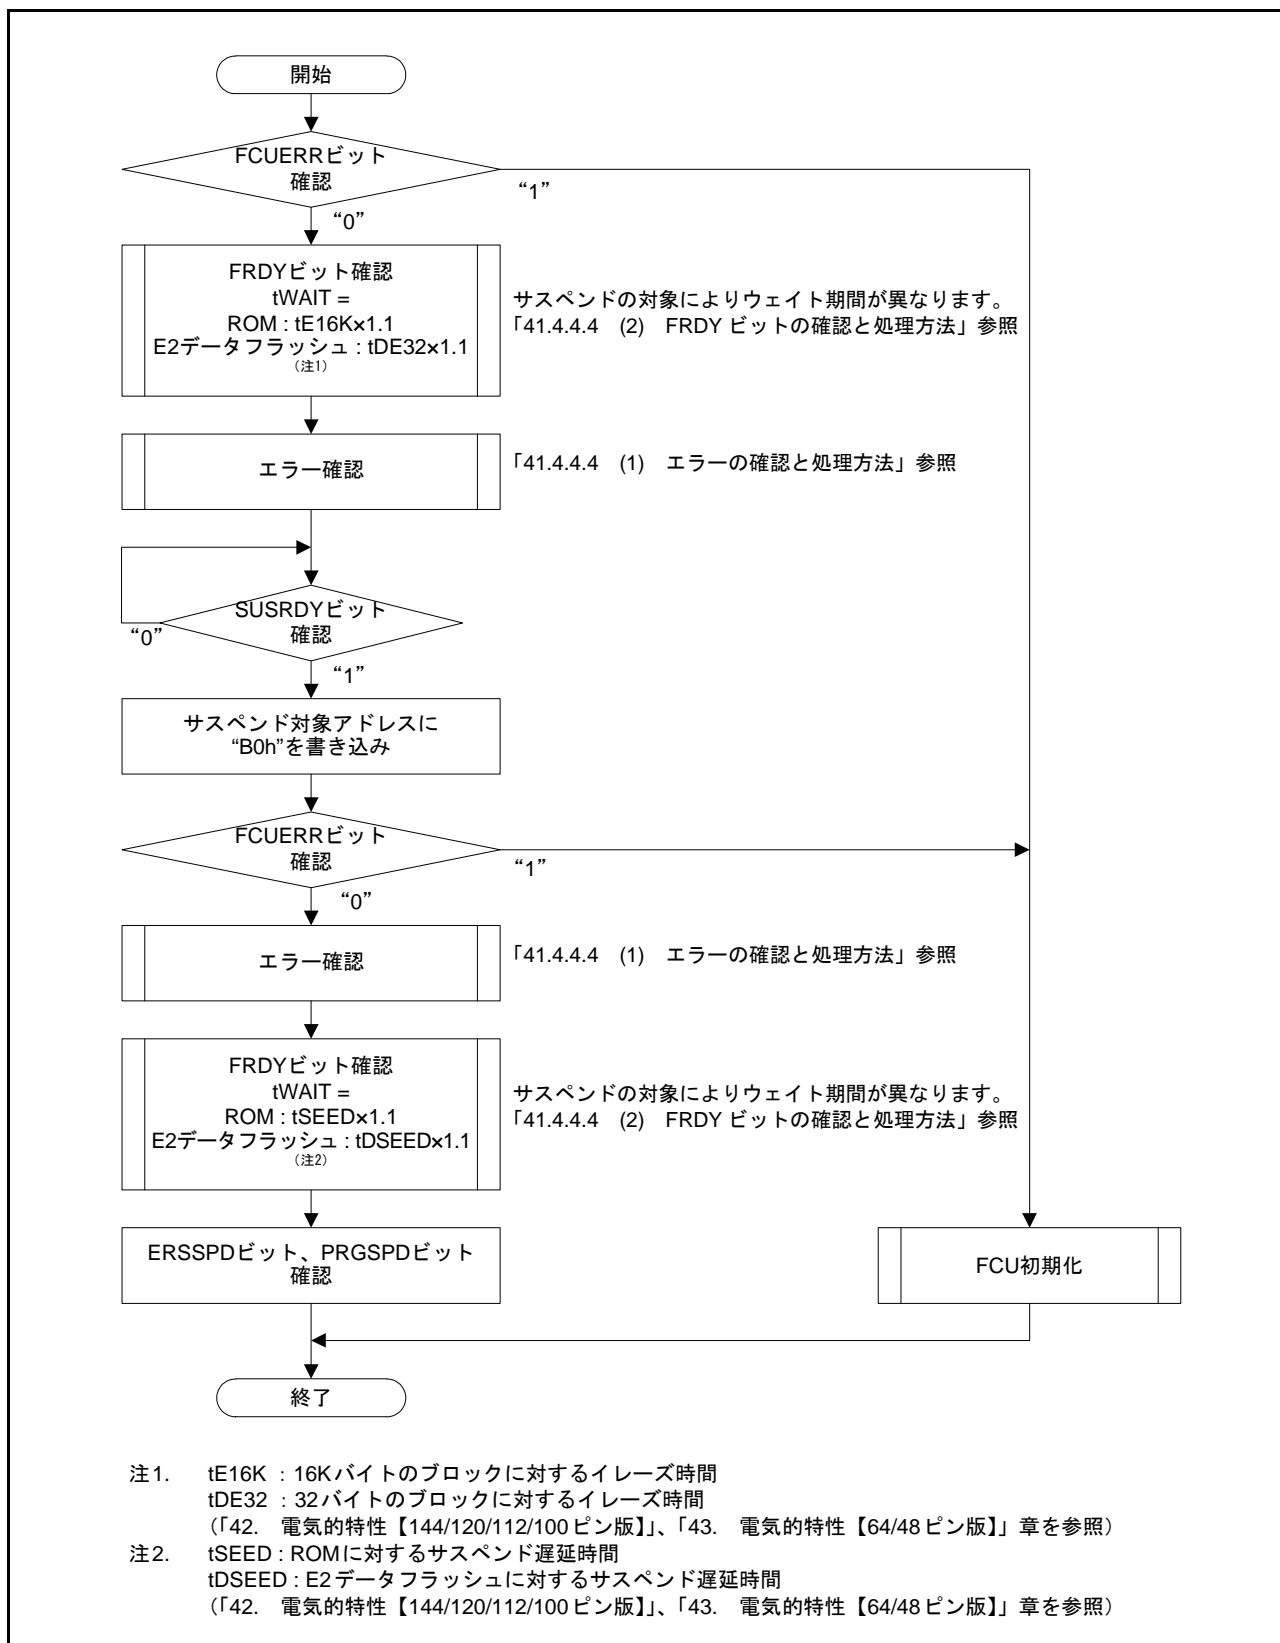 開始
FCUERRビット
確認
“1”
“0”
FRDYビット確認
tWAIT =
ROM : tE16K×1.1
E2データフラッシュ : tDE32×1.1
（注1）
サスペンドの対象によりウェイト期間が異なります。
「41.4.4.4　(2)　FRDY ビットの確認と処理方法」参照
エラー確認
「41.4.4.4　(1)　エラーの確認と処理方法」参照
SUSRDYビット
確認
“0”
“1”
サスペンド対象アドレスに
“B0h”を書き込み
FCUERRビット
確認
“1”
“0”
エラー確認
「41.4.4.4　(1)　エラーの確認と処理方法」参照
FRDYビット確認
tWAIT =
ROM : tSEED×1.1
E2データフラッシュ : tDSEED×1.1
（注2）
サスペンドの対象によりウェイト期間が異なります。
「41.4.4.4　(2)　FRDY ビットの確認と処理方法」参照
ERSSPDビット、PRGSPDビット
確認
FCU初期化
終了
注1.　tE16K ：16Kバイトのブロックに対するイレーズ時間
tDE32 ：32バイトのブロックに対するイレーズ時間
（「42.　電気的特性【144/120/112/100ピン版】」、「43.　電気的特性【64/48ピン版】」章を参照）
注2.　tSEED : ROMに対するサスペンド遅延時間
tDSEED : E2データフラッシュに対するサスペンド遅延時間
（「42.　電気的特性【144/120/112/100ピン版】」、「43.　電気的特性【64/48ピン版】」章を参照）